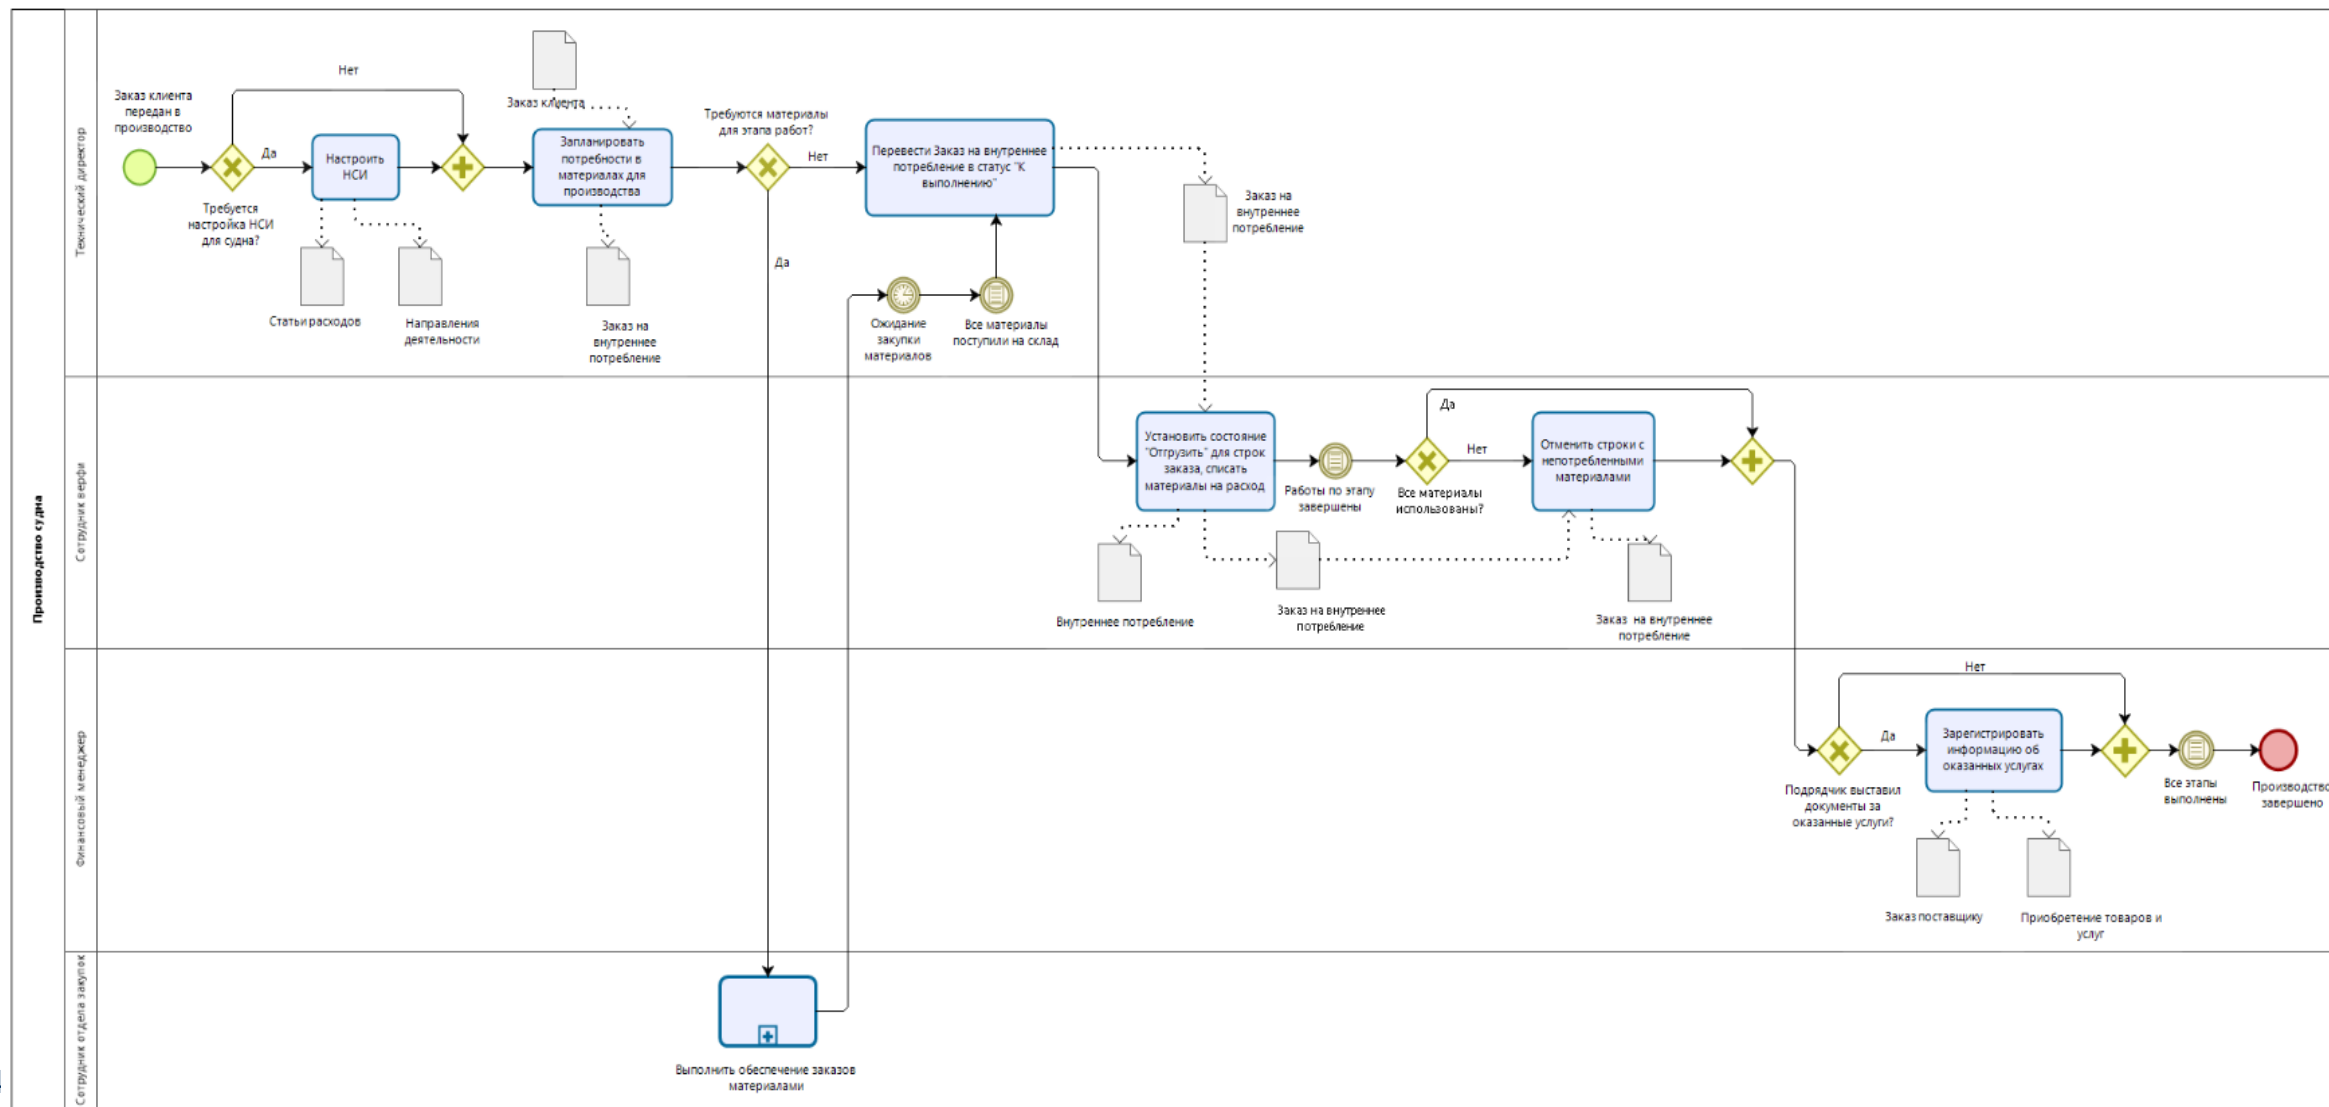 Производство судна
Технический директор
Заказ клиента
передан в
производство
Нет
Да
Требуется
настройка НСИ
для судна?
Настроить
НСИ
Статьи расходов
Направления
деятельности
Заказ клиента
Запланировать
потребности в
материалах для
производства
Заказ на
внутреннее
потребление
Требуются материалы
для этапа работ?
Нет
Да
Перевести Заказ на внутреннее
потребление в статус "К
выполнению"
Ожидание
закупки
материалов
Все материалы
поступили на склад
Заказ на
внутреннее
потребление
Сотрудник верфи
Установить состояние
"Отгрузить" для строк
заказа, списать
материалы на расход
Внутреннее потребление
Заказ на внутреннее
потребление
Работы по этапу
завершены
Да
Нет
Все материалы
использованы?
Отменить строки с
непотребленными
материалами
Заказ на внутреннее
потребление
Финансовый менеджер
Нет
Да
Подрядчик выставил
документы за
оказанные услуги?
Зарегистрировать
информацию об
оказанных услугах
Заказ поставщику
Приобретение товаров и
услуг
Все этапы
выполнены
Производство
завершено
Сотрудник отдела закупок
Выполнить обеспечение заказов
материалами